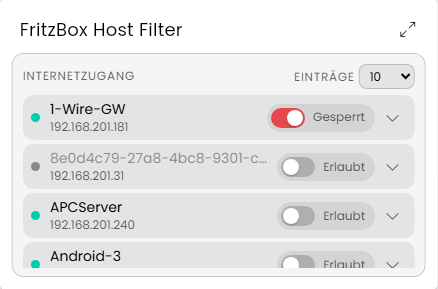 FritzBox Host Filter
INTERNETZUGANG
EINTRÄGE 10
1-Wire-GW
192.168.201.181
Gesperrt
8e0d4c79-27a8-4bc8-9301-c...
192.168.201.31
Erlaubt
APCServer
192.168.201.240
Erlaubt
Android-3
Erlaubt